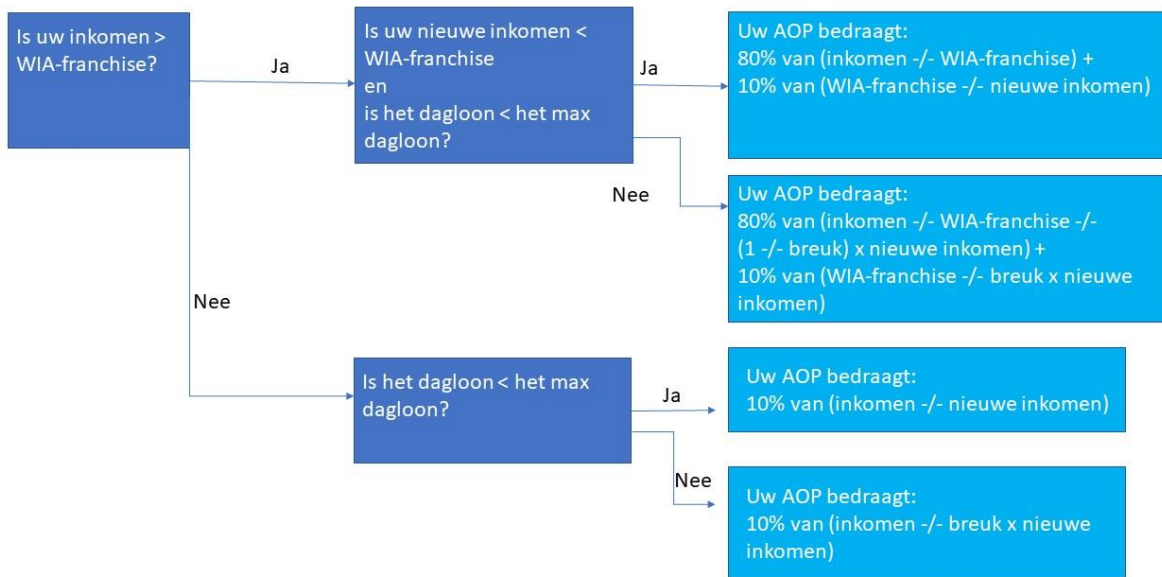 Is uw inkomen >
WIA-franchise?
Ja
Is uw nieuwe inkomen <
WIA-franchise
en
is het dagloon < het max
dagloon?
Ja
Uw AOP bedraagt:
80% van (inkomen -/- WIA-franchise) +
10% van (WIA-franchise -/- nieuwe inkomen)
Nee
Uw AOP bedraagt:
80% van (inkomen -/- WIA-franchise -/-
(1 -/- breuk) x nieuwe inkomen) +
10% van (WIA-franchise -/- breuk x nieuwe
inkomen)
Nee
Is het dagloon < het max
dagloon?
Ja
Uw AOP bedraagt:
10% van (inkomen -/- nieuwe inkomen)
Nee
Uw AOP bedraagt:
10% van (inkomen -/- breuk x nieuwe
inkomen)